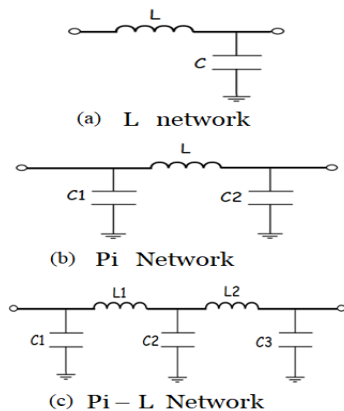 L
C
(a) L network
L
C1 C2
(b) Pi Network
L1 L2
C1 C2 C3
(c) Pi – L Network